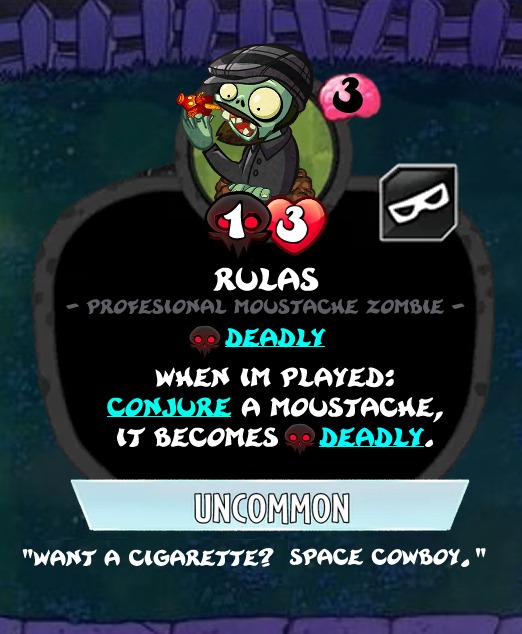 3
1 3
RULAS
- PROFESIONAL MOUSTACHE ZOMBIE -
DEADLY
WHEN IM PLAYED:
CONJURE A MOUSTACHE,
IT BECOMES DEADLY.
UNCOMMON
"WANT A CIGARETTE? SPACE COWBOY."